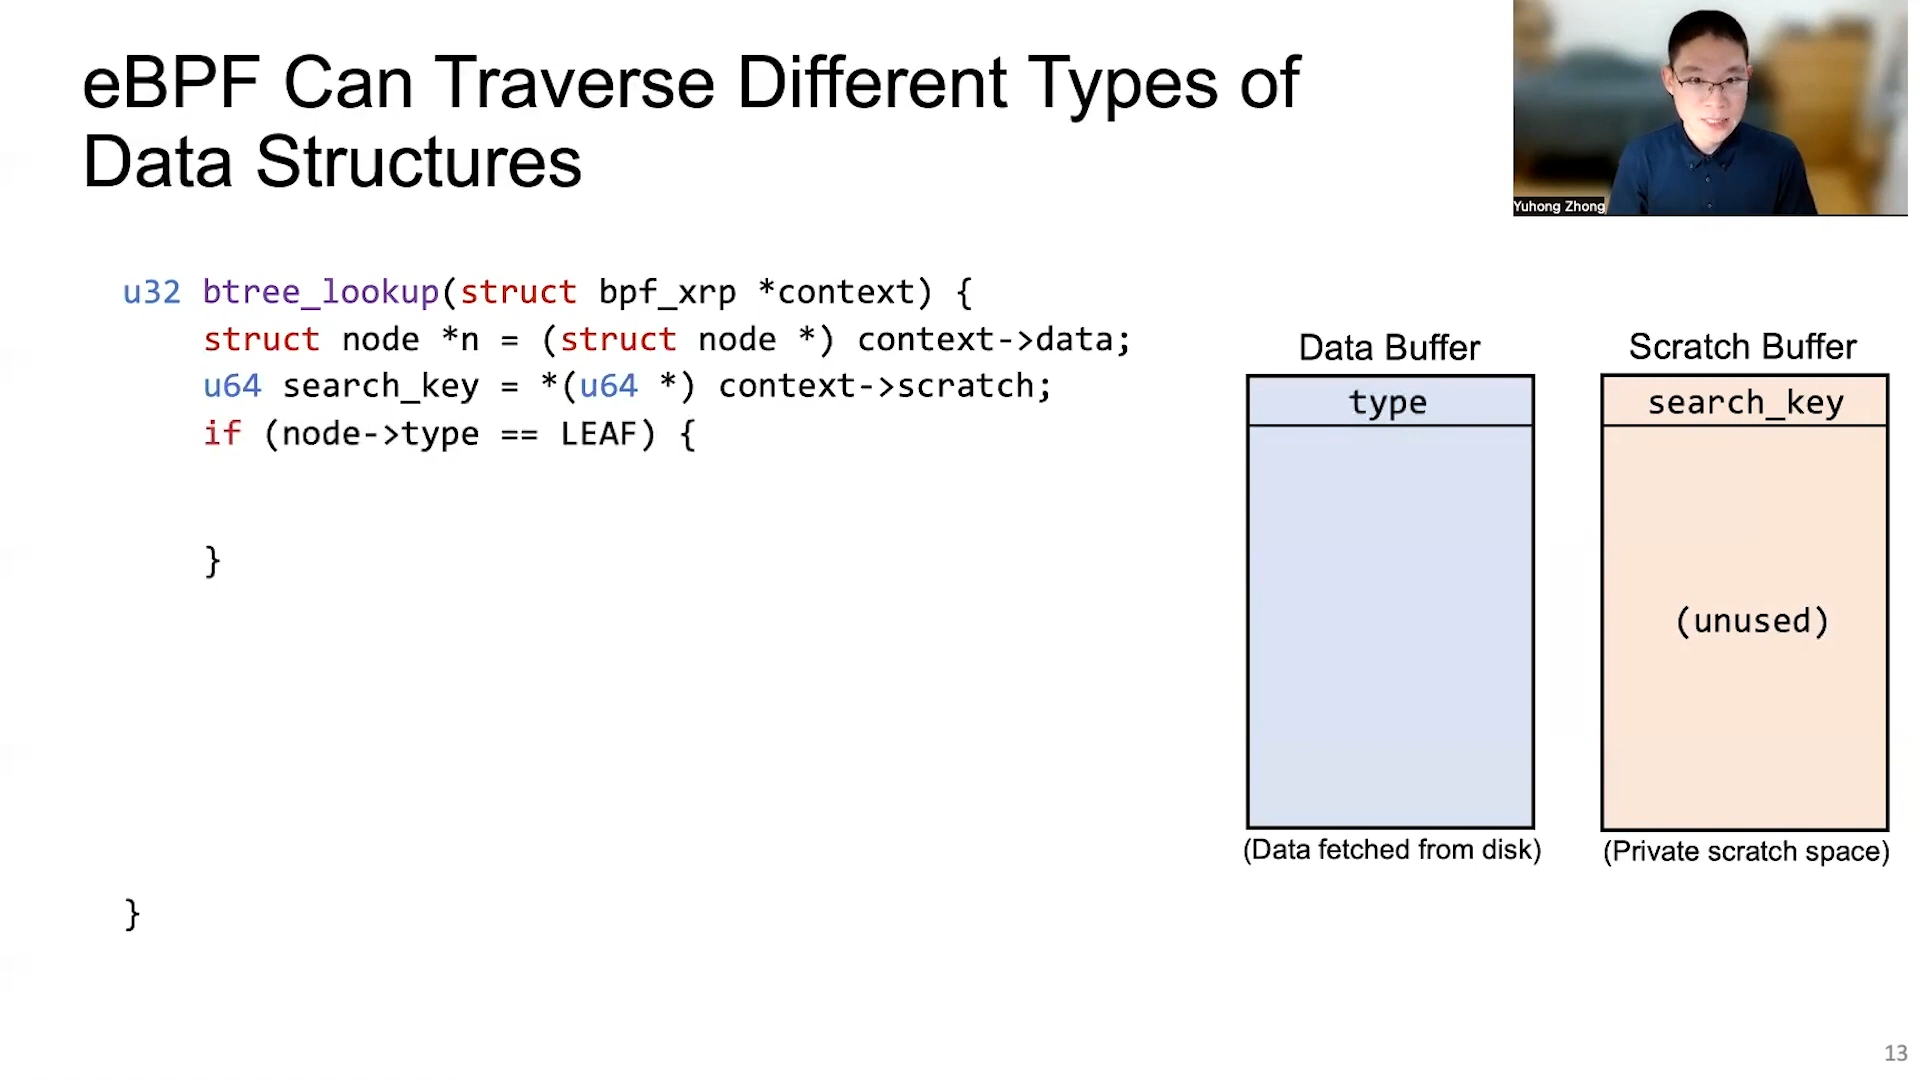 eBPF Can Traverse Different Types of
Data Structures
Yuhong Zhong
u32 btree_lookup(struct bpf_xrp *context) {
struct node *n = (struct node *) context->data;
u64 search_key = *(u64 *) context->scratch;
if (node->type == LEAF) {
}
}
Data Buffer
type
(Data fetched from disk)
Scratch Buffer
search_key
(unused)
(Private scratch space)
13